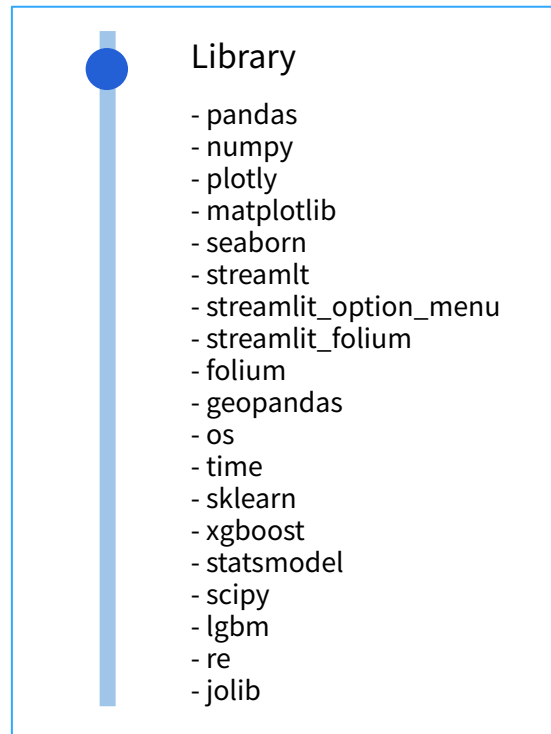 Library
- pandas
- numpy
- plotly
- matplotlib
- seaborn
- streamlt
- streamlit_option_menu
- streamlit_folium
- folium
- geopandas
- os
- time
- sklearn
- xgboost
- statsmodel
- scipy
- lgbm
- re
- jolib